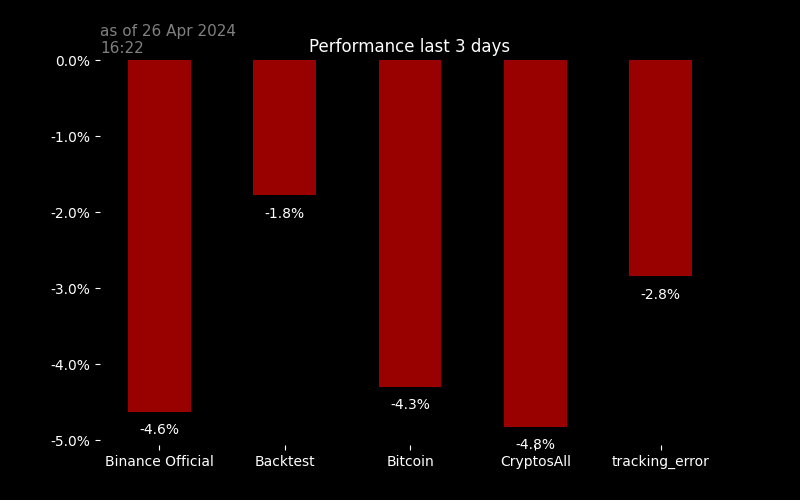 as of 26 Apr 2024
16:22
Performance last 3 days
0.0%
-1.0%
-2.0%
-3.0%
-4.0%
-5.0%
-4.6%
-1.8%
-4.3%
-4.8%
-2.8%
Binance Official
Backtest
Bitcoin
CryptosAll
tracking_error